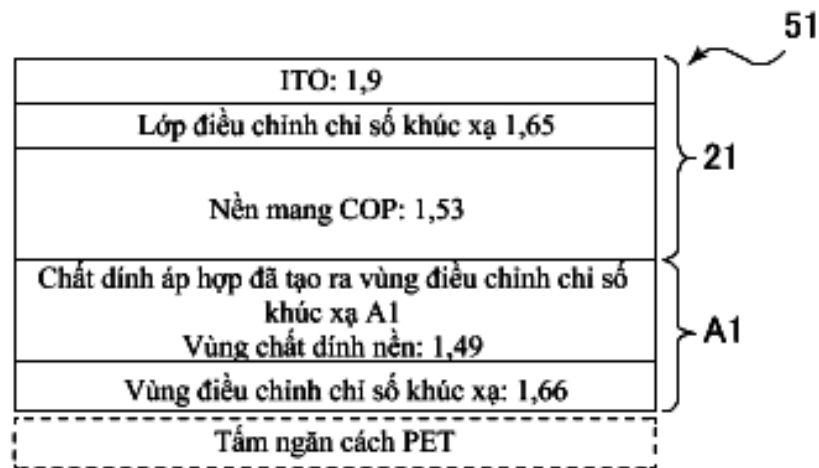 51
ITO: 1,9
Lớp điều chỉnh chỉ số khúc xạ 1,65
21
Nền mang COP: 1,53
Chất dính áp hợp đã tạo ra vùng điều chỉnh chỉ số
khúc xạ A1
A1
Vùng chất dính nền: 1,49
Vùng điều chỉnh chỉ số khúc xạ: 1,66
Tấm ngăn cách PET